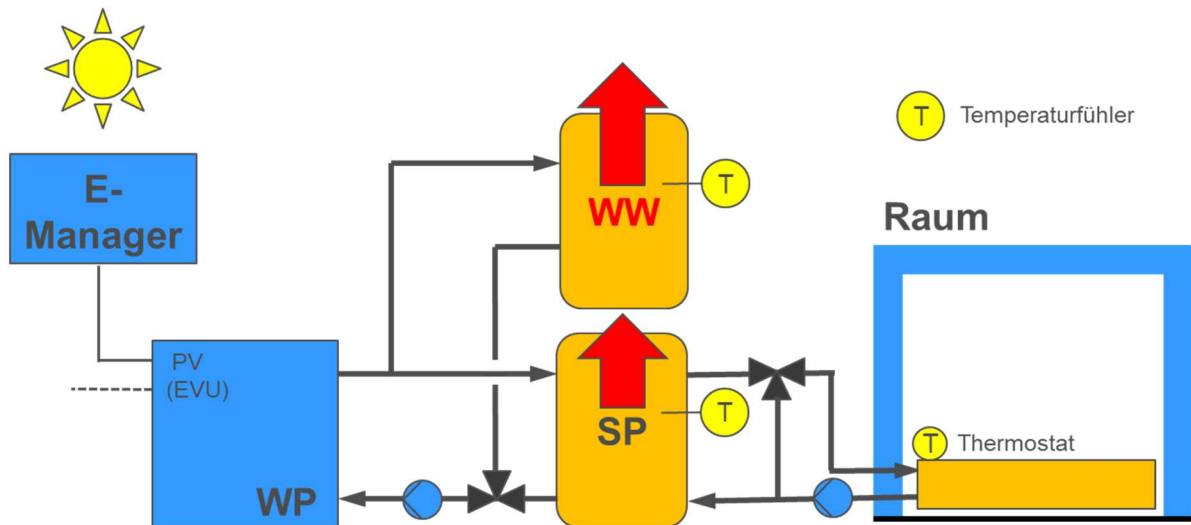 T Temperaturfühler
E-
Manager
WW
T
Raum
PV
(EVU)
WP
SP
T
T Thermostat